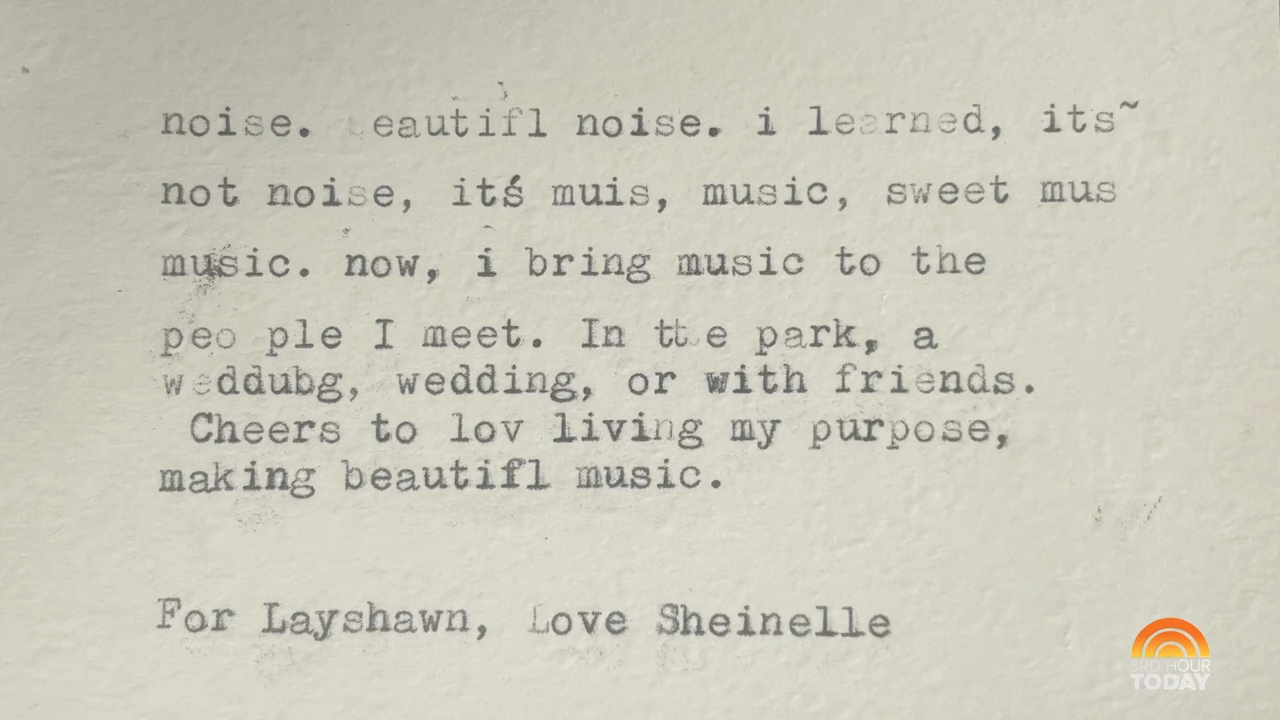 noise. beautifl noise. i learned, its~
not noise, itś muis, music, sweet mus
music. now, i bring music to the
peo ple I meet. In tt e park, a
weddubg, wedding, or with friends.
Cheers to lov living my purpose,
making beautifl music.
For Layshawn, Love Sheinelle
3RD HOUR
TODAY